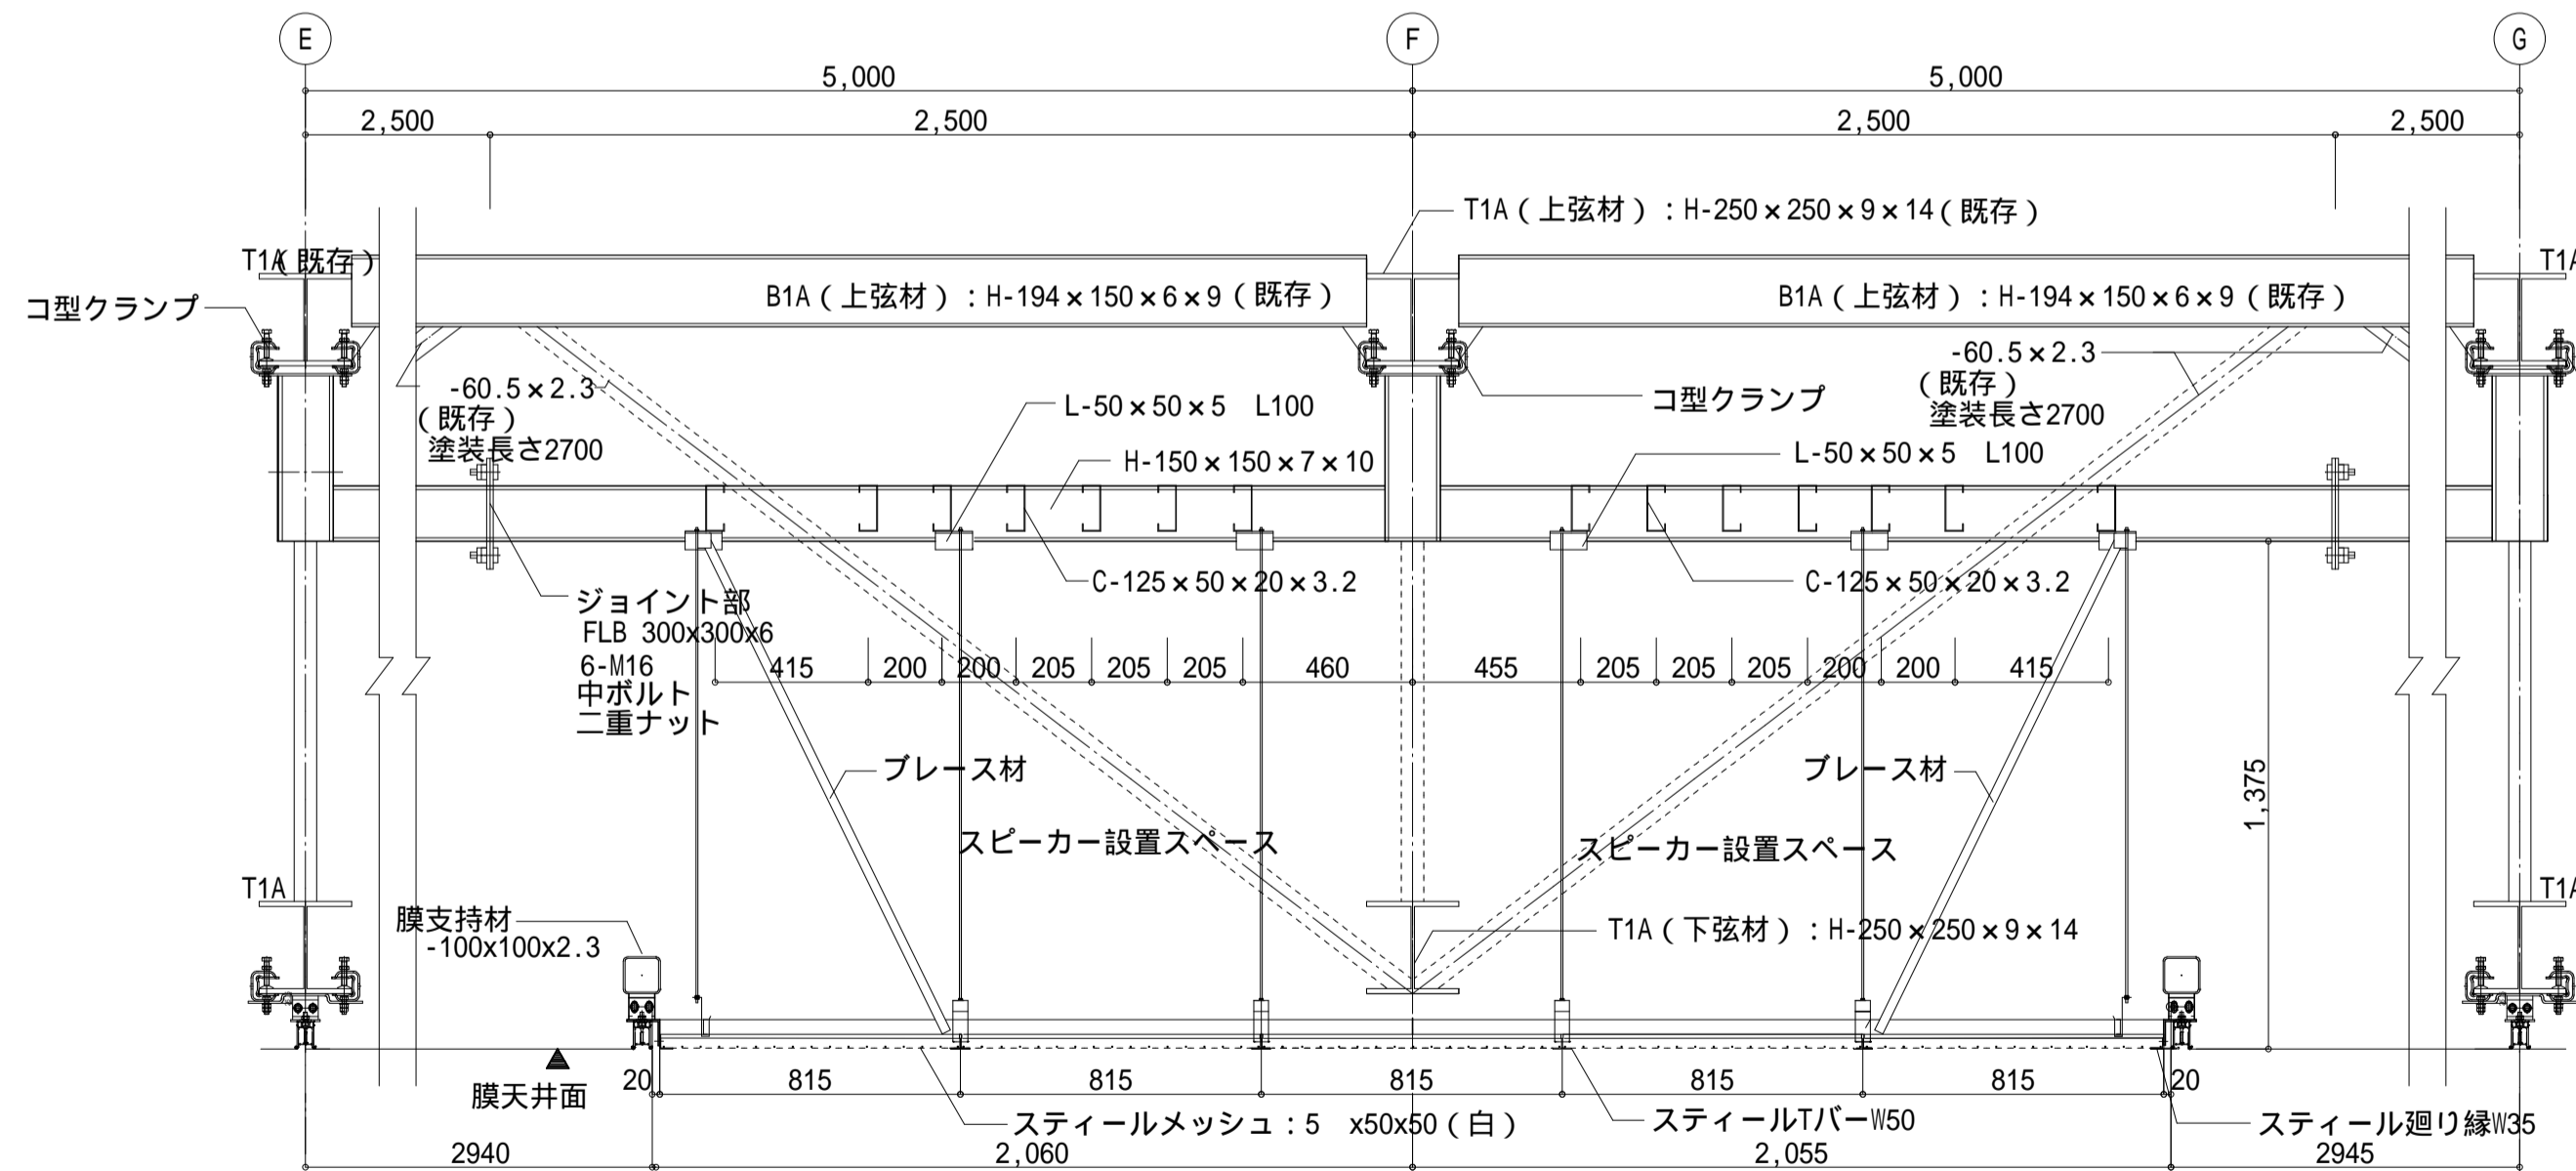 E
F
G
5,000
5,000
2,500
2,500
2,500
2,500
T1A（上弦材）：H-250×250×9×14（既存）
T1A（既存）
T1A
B1A（上弦材）：H-194×150×6×9（既存）
B1A（上弦材）：H-194×150×6×9（既存）
コ型クランプ
-60.5×2.3
（既存）
塗装長さ2700
L-50×50×5　L100
コ型クランプ
-60.5×2.3
（既存）
塗装長さ2700
H-150×150×7×10
L-50×50×5　L100
C-125×50×20×3.2
C-125×50×20×3.2
ジョイント部
FLB 300x300x6
6-M16
中ボルト
二重ナット
415
200
200
205
205
205
460
455
205
205
205
200
200
415
ブレース材
ブレース材
1,375
スピーカー設置スペース
スピーカー設置スペース
T1A
T1A
膜支持材
-100x100x2.3
T1A（下弦材）：H-250×250×9×14
膜天井面
20
815
815
815
815
815
20
スティールメッシュ：5　x50x50（白）
スティールTバーW50
スティール廻り縁W35
2940
2,060
2,055
2945